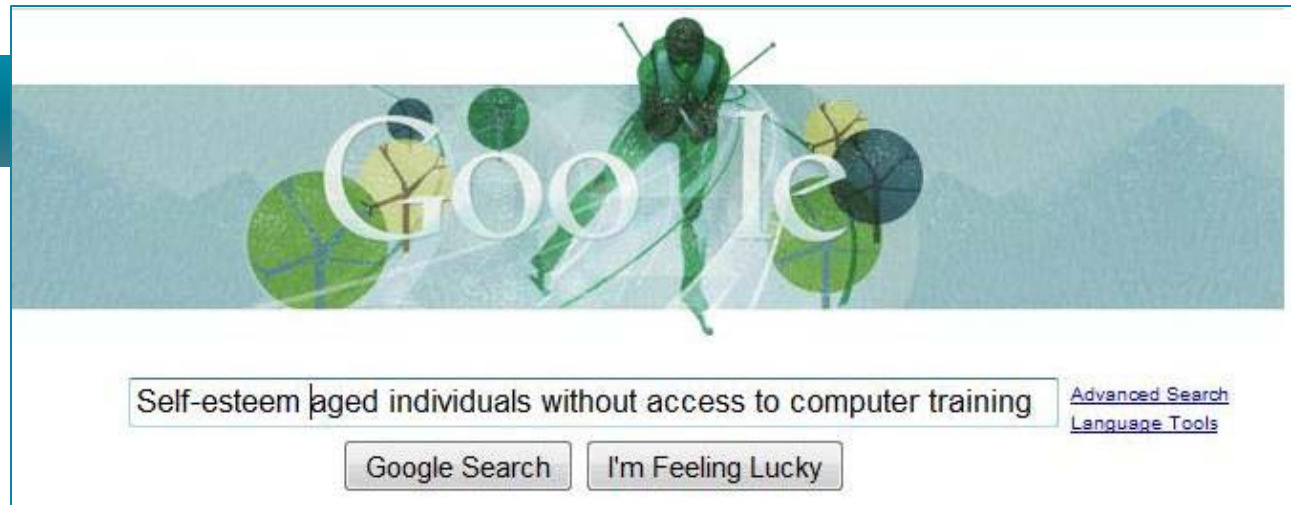 Google
Self-esteem aged individuals without access to computer training
Advanced Search
Language Tools
Google Search
I'm Feeling Lucky